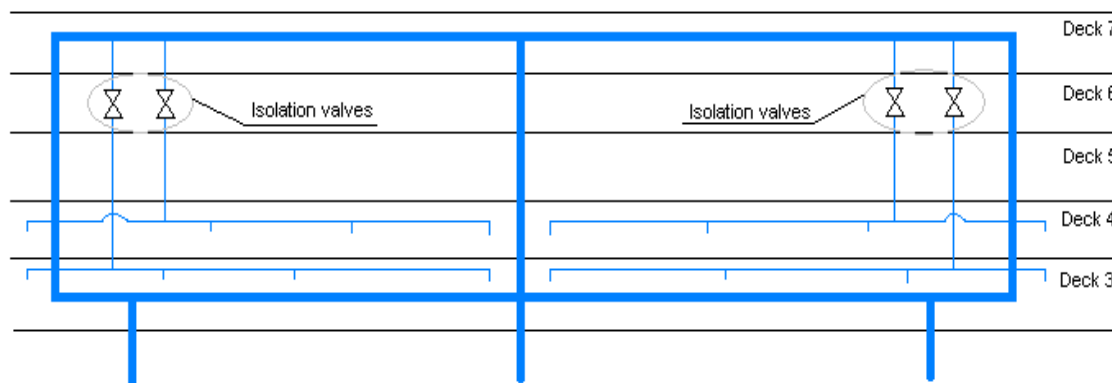 Deck 7
Deck 6
Isolation valves
Isolation valves
Deck 5
Deck 4
Deck 3